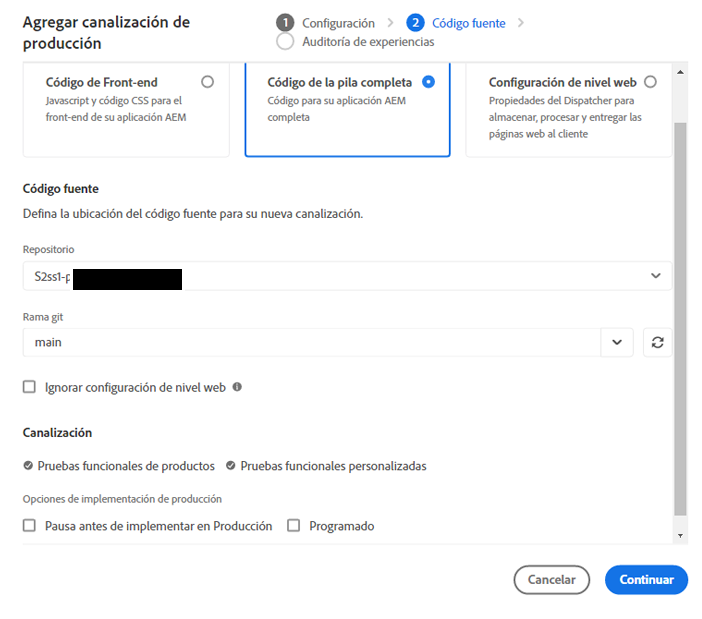 Agregar canalización de
producción
1 Configuración
2 Código fuente
Auditoría de experiencias
Código de Front-end
Javascript y código CSS para el
front-end de su aplicación AEM
Código de la pila completa
Código para su aplicación AEM
completa
Configuración de nivel web
Propiedades del Dispatcher para
almacenar, procesar y entregar las
páginas web al cliente
Código fuente
Defina la ubicación del código fuente para su nueva canalización.
Repositorio
S2ss1-p
Rama git
main
Ignorar configuración de nivel web
Canalización
Pruebas funcionales de productos Pruebas funcionales personalizadas
Opciones de implementación de producción
Pausa antes de implementar en Producción Programado
Cancelar Continuar